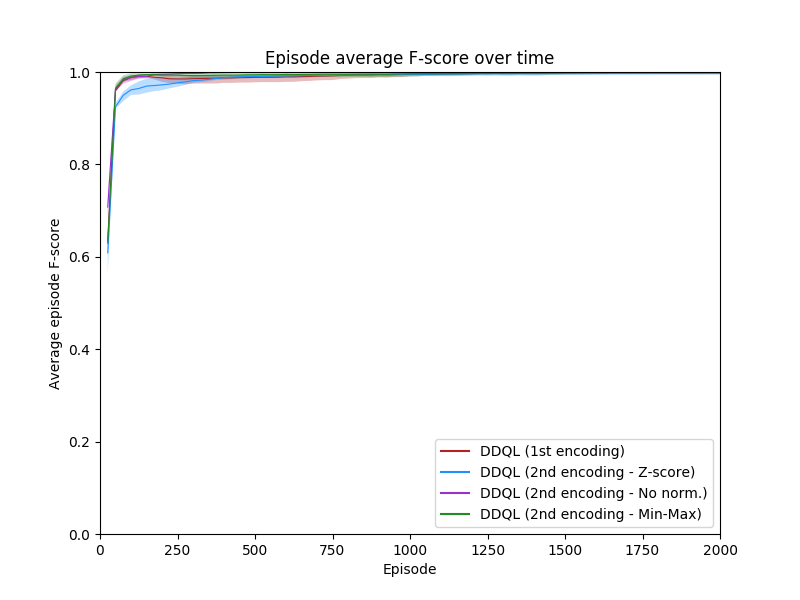 Episode average F-score over time
Average episode F-score
1.0
0.8
0.6
0.4
0.2
0.0
DDQL (1st encoding)
DDQL (2nd encoding - Z-score)
DDQL (2nd encoding - No norm.)
DDQL (2nd encoding - Min-Max)
0 250 500 750 1000 1250 1500 1750 2000
Episode